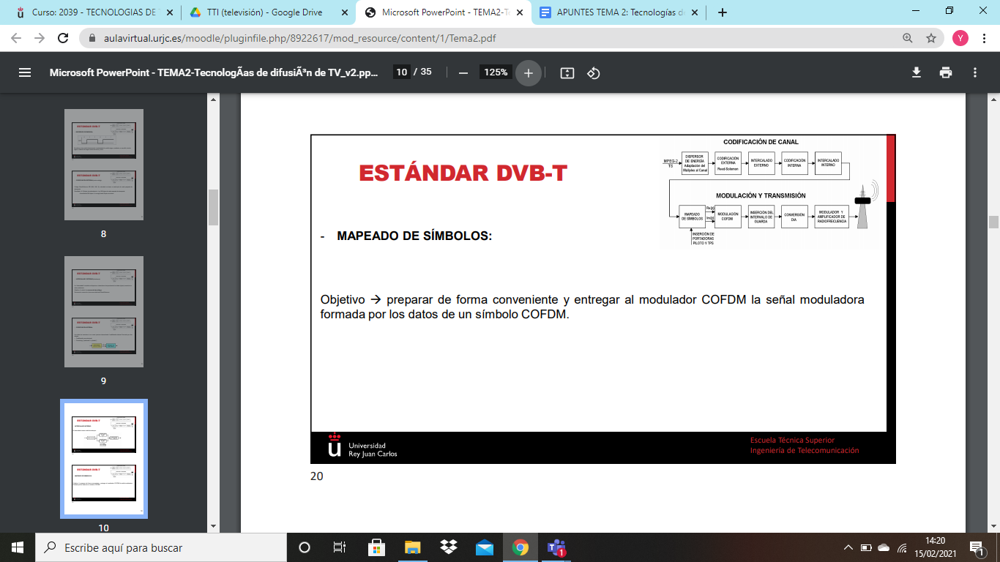 Curso: 2039 - TECNOLOGIAS DE T
TTI (televisión) - Google Drive
Microsoft PowerPoint - TEMA2-Te
APUNTES TEMA 2: Tecnologías de
aulavirtual.urjc.es/moodle/pluginfile.php/8922617/mod_resource/content/1/Tema2.pdf
Y
Microsoft PowerPoint - TEMA2-TecnologÃas de difusiÃ³n de TV_v2.pp...
10 / 35
125%
8
9
10
ESTÁNDAR DVB-T
CODIFICACIÓN DE CANAL
MPEG-2
TS
DISPERSOR
DE ENERGÍA
Adaptación del
Múltiplex al Canal
CODIFICACIÓN
EXTERNA
Reed-Solomon
INTERCALADO
EXTERNO
CODIFICACIÓN
INTERNA
INTERCALADO
INTERNO
MODULACIÓN Y TRANSMISIÓN
MAPEADO
DE SÍMBOLOS
MODULACIÓN
COFDM
INSERCIÓN DEL
INTERVALO DE
GUARDA
CONVERSIÓN
D/A
MODULADOR Y
AMPLIFICADOR DE
RADIOFRECUENCIA
INSERCIÓN DE
PORTADORAS
PILOTO Y TPS
- MAPEADO DE SÍMBOLOS:
Objetivo → preparar de forma conveniente y entregar al modulador COFDM la señal moduladora
formada por los datos de un símbolo COFDM.
u
Universidad
Rey Juan Carlos
Escuela Técnica Superior
Ingeniería de Telecomunicación
20
Escribe aquí para buscar
1
14:20
15/02/2021
1